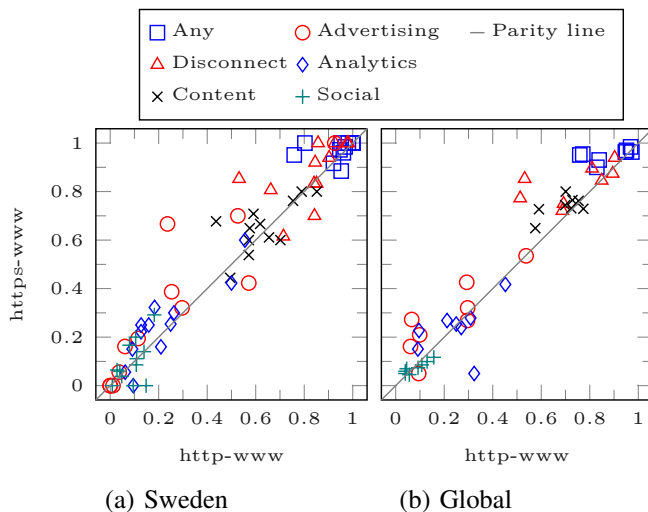 Any Advertising Parity line
Disconnect Analytics
Content Social
https-www
1
0.8
0.6
0.4
0.2
0
0 0.2 0.4 0.6 0.8 1 0 0.2 0.4 0.6 0.8 1
http-www http-www
(a) Sweden (b) Global